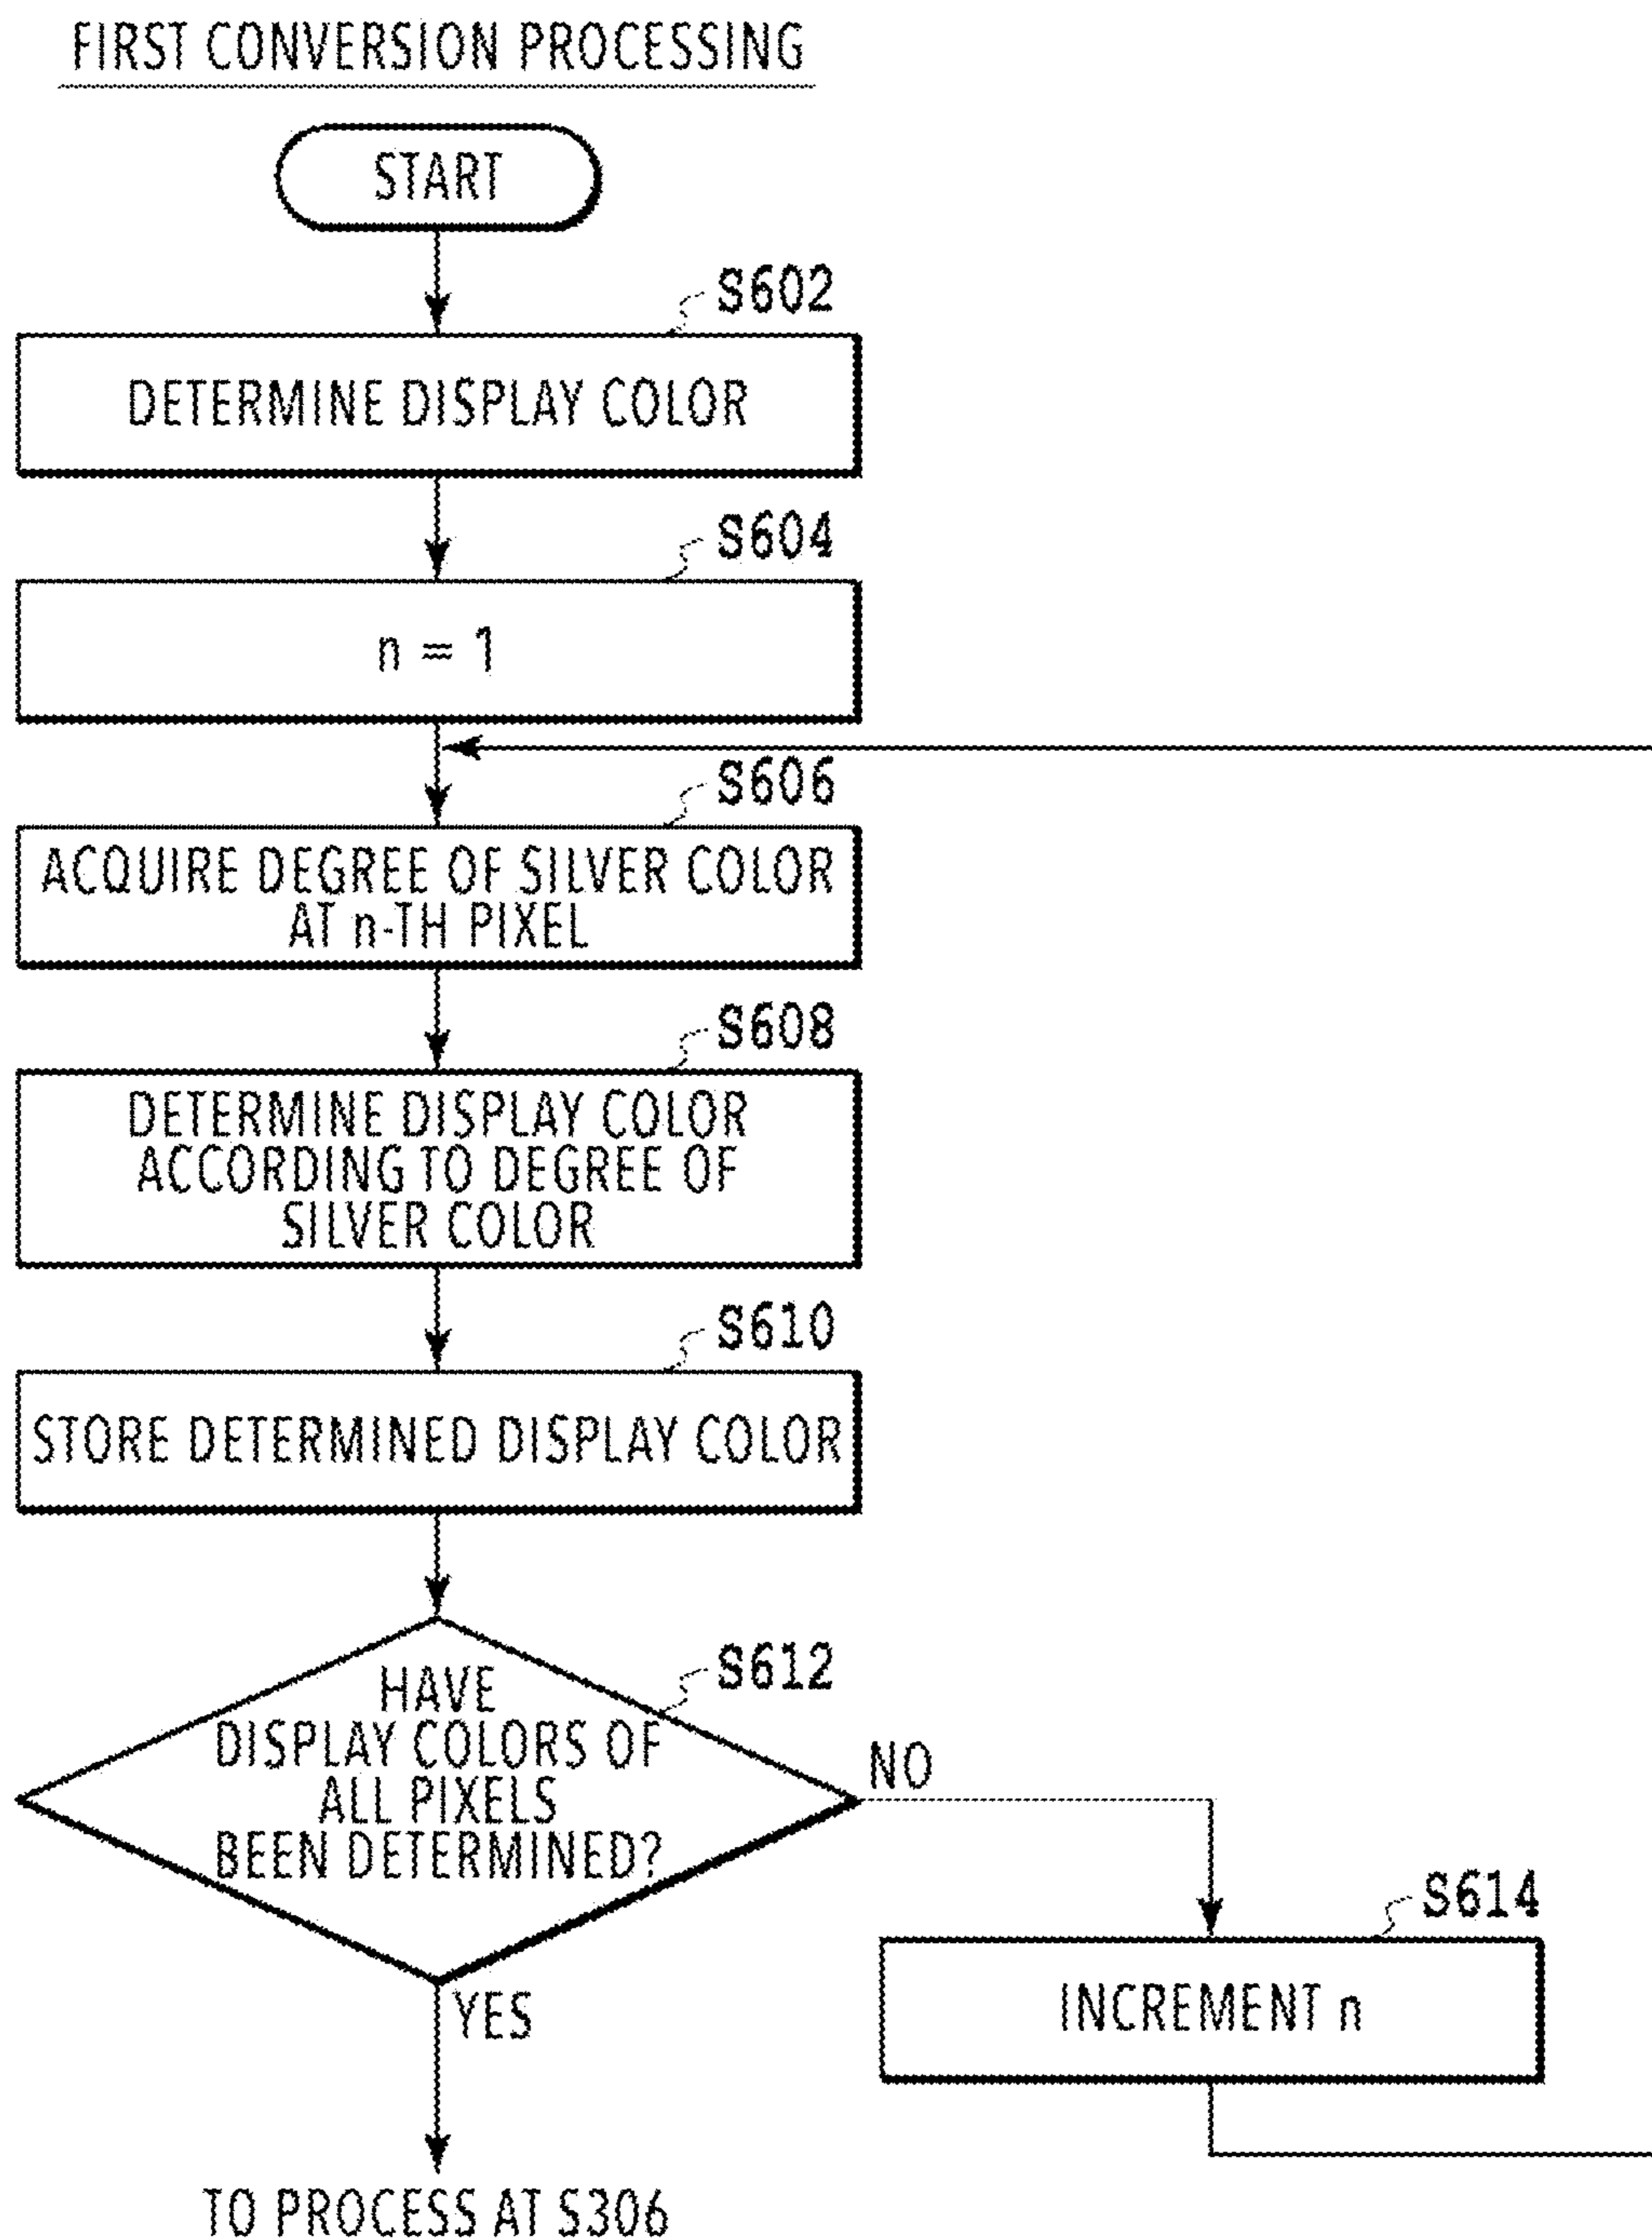 FIRST CONVERSION PROCESSING
START
S602
DETERMINE DISPLAY COLOR
S604
n = 1
S606
ACQUIRE DEGREE OF SILVER COLOR
AT n-TH PIXEL
S608
DETERMINE DISPLAY COLOR
ACCORDING TO DEGREE OF
SILVER COLOR
S610
STORE DETERMINED DISPLAY COLOR
S612
HAVE
DISPLAY COLORS OF
ALL PIXELS
BEEN DETERMINED?
NO
S614
INCREMENT n
YES
TO PROCESS AT S306